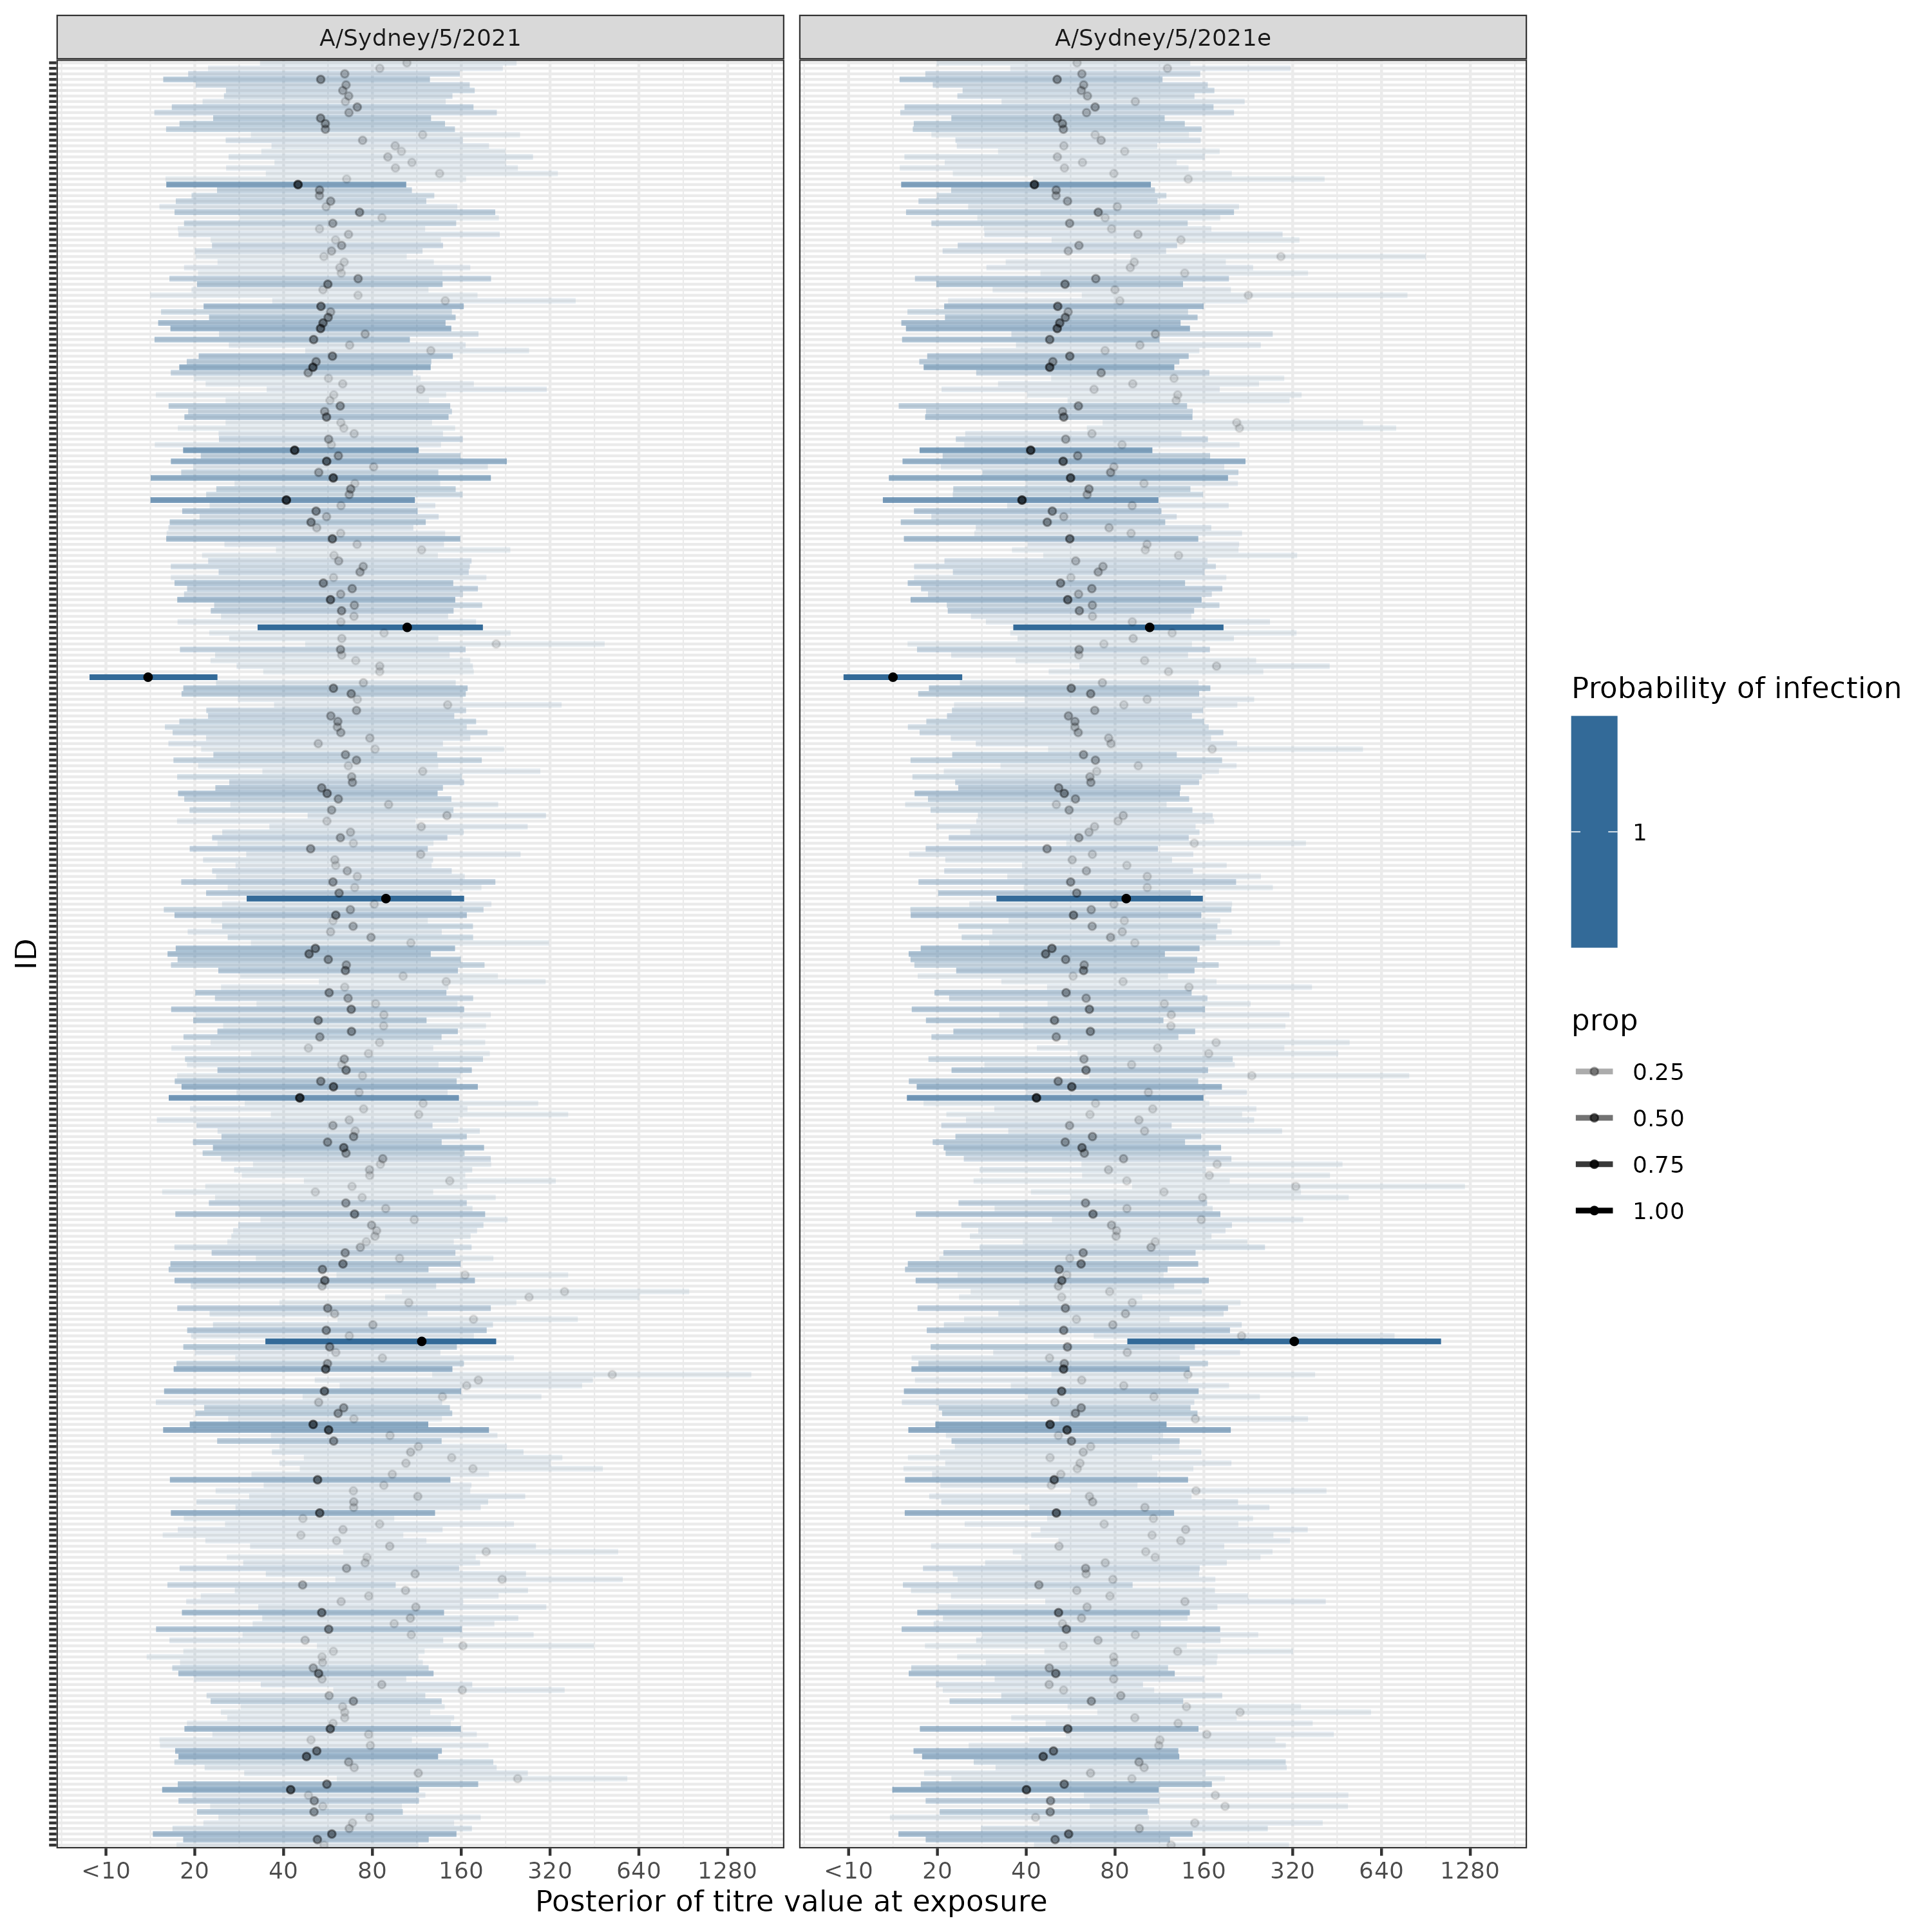 A/Sydney/5/2021
A/Sydney/5/2021e
ID
Probability of infection
1
prop
0.25
0.50
0.75
1.00
<10 20 40 80 160 320 640 1280
<10 20 40 80 160 320 640 1280
Posterior of titre value at exposure